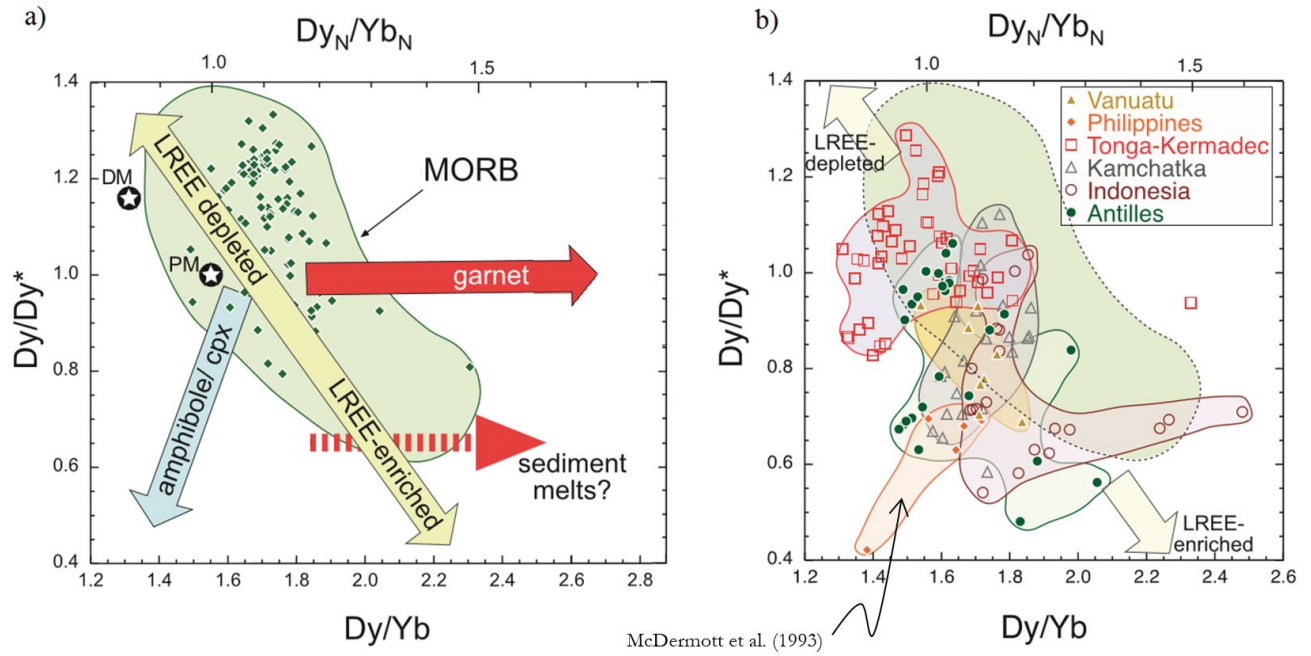 a)
DyN/YbN
1.0
1.5
1.4
1.2
1.0
0.8
0.6
0.4
Dy/Dy*
DM
PM
LREE depleted
LREE-enriched
MORB
garnet
amphibole/ cpx
sediment
melts?
1.2
1.4
1.6
1.8
2.0
2.2
2.4
2.6
2.8
Dy/Yb
b)
DyN/YbN
1.0
1.5
1.4
1.2
1.0
0.8
0.6
0.4
Dy/Dy*
LREE-
depleted
Vanuatu
Philippines
Tonga-Kermadec
Kamchatka
Indonesia
Antilles
LREE-
enriched
1.2
1.4
1.6
1.8
2.0
2.2
2.4
2.6
Dy/Yb
McDermott et al. (1993)